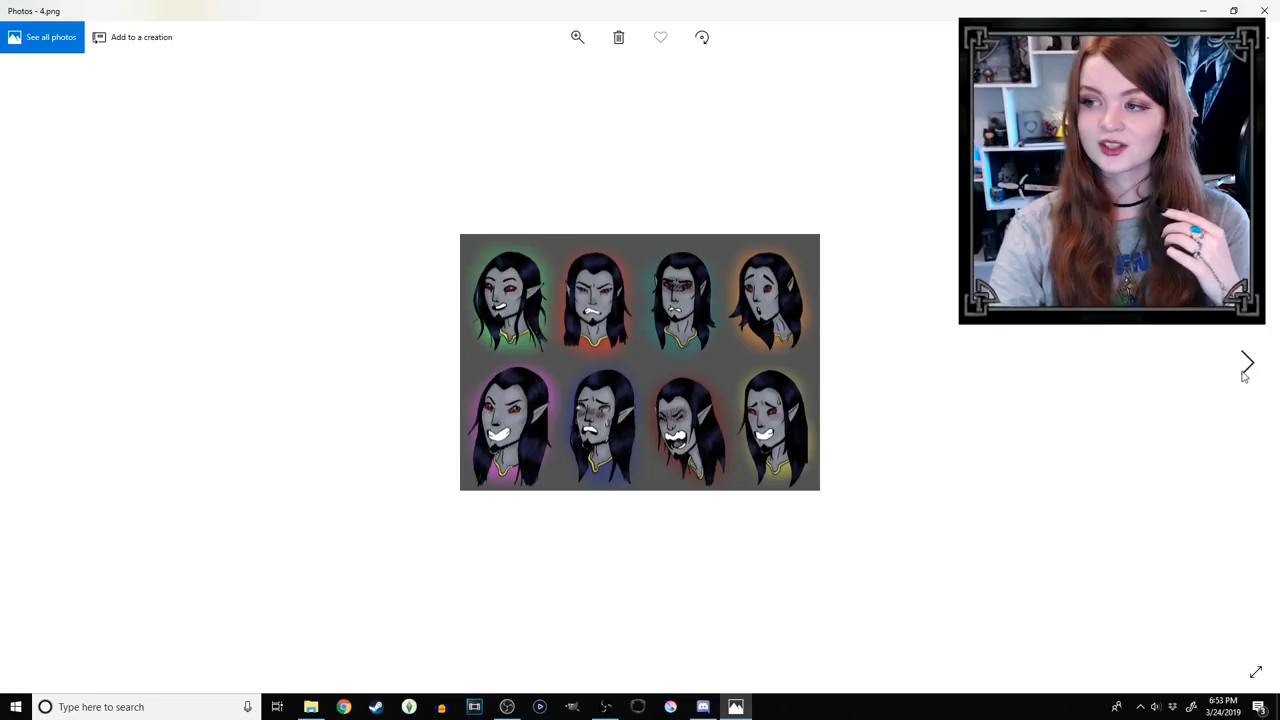 Photos - 4.png
See all photos
Add to a creation
Type here to search
6:53 PM
3/24/2019
3